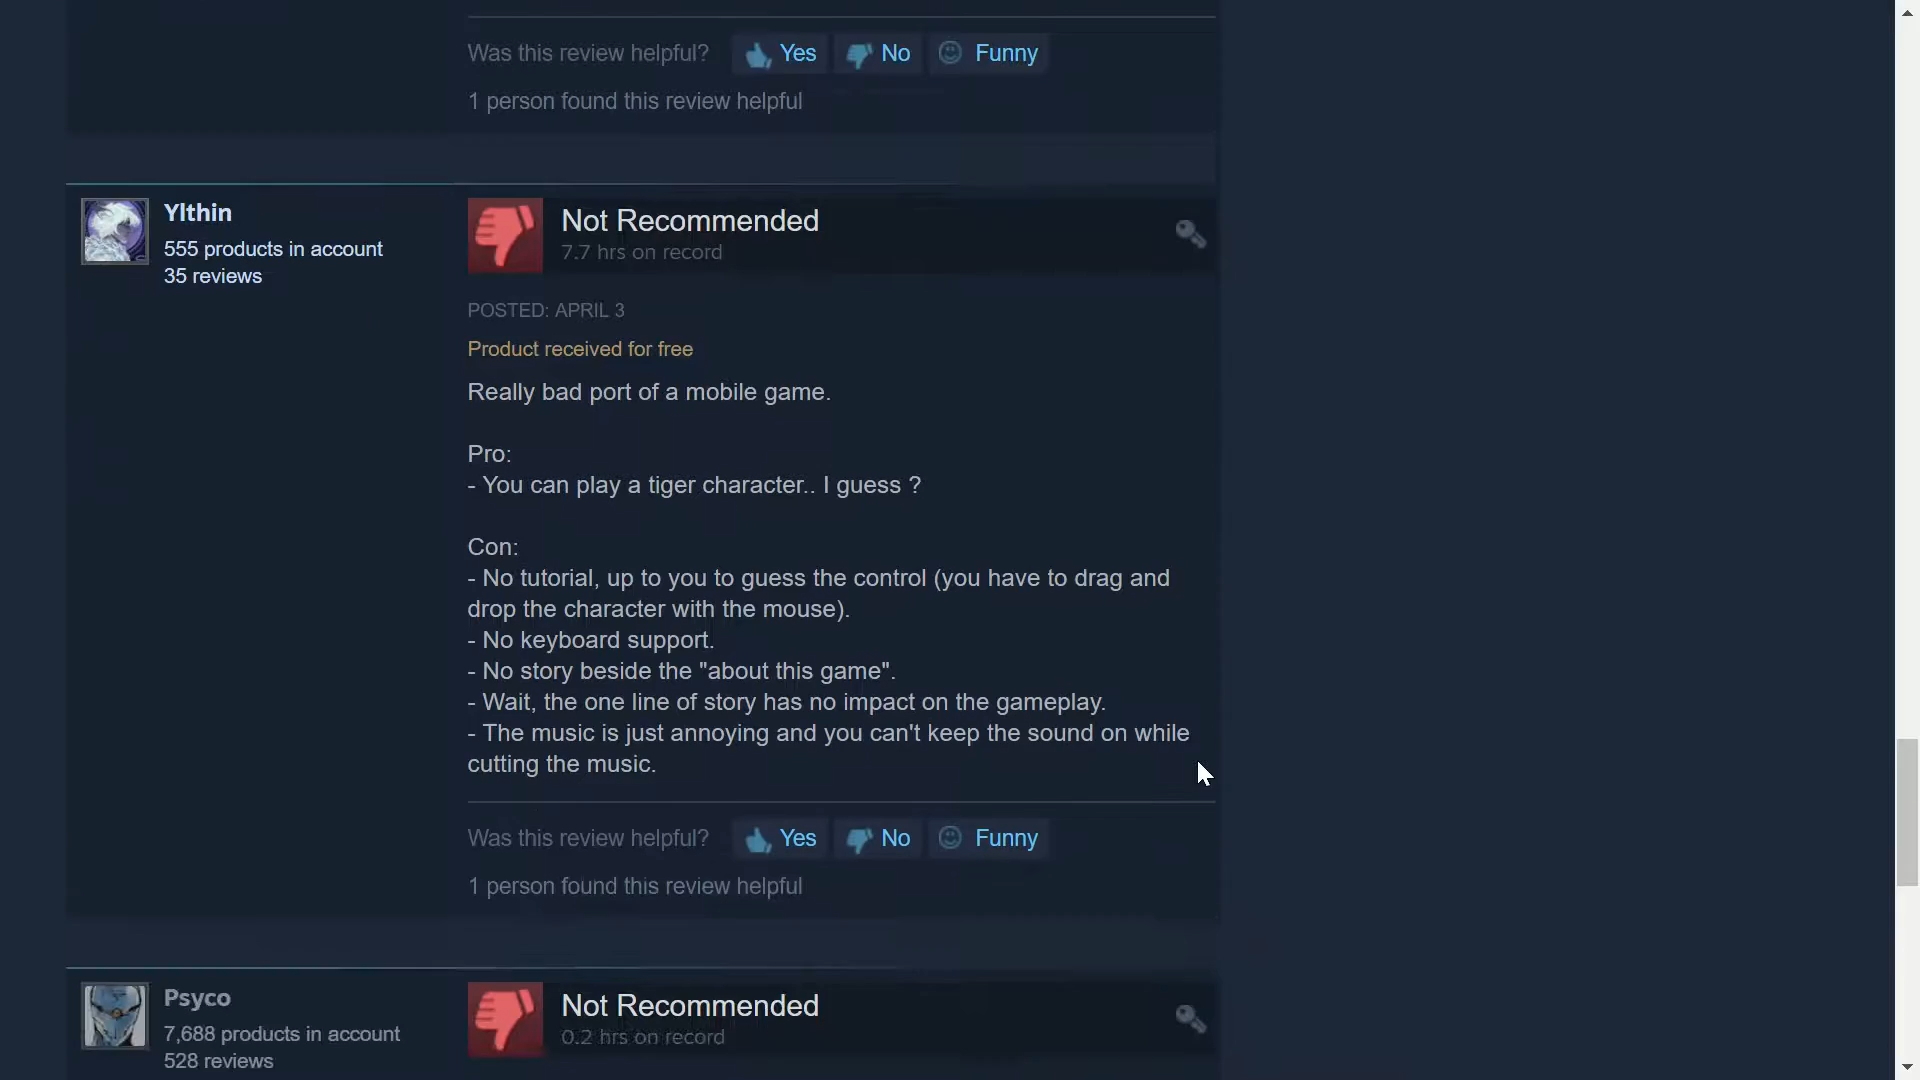 Was this review helpful? Yes No Funny
1 person found this review helpful
Ylthin
555 products in account
35 reviews
Not Recommended
7.7 hrs on record
POSTED: APRIL 3
Product received for free
Really bad port of a mobile game.
Pro:
- You can play a tiger character.. I guess ?
Con:
- No tutorial, up to you to guess the control (you have to drag and
drop the character with the mouse).
- No keyboard support.
- No story beside the "about this game".
- Wait, the one line of story has no impact on the gameplay.
- The music is just annoying and you can't keep the sound on while
cutting the music.
Was this review helpful? Yes No Funny
1 person found this review helpful
Psyco
7,688 products in account
528 reviews
Not Recommended
0.2 hrs on record